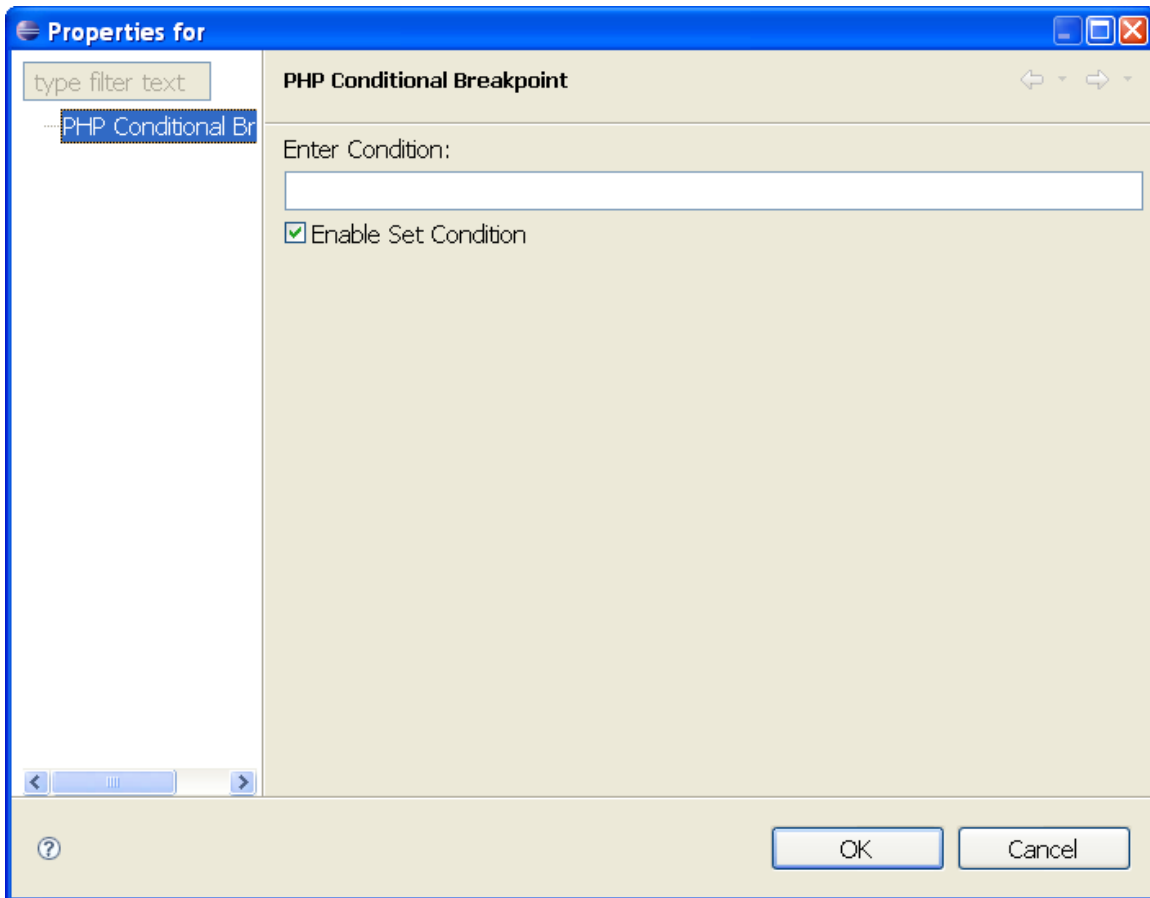 Properties for
type filter text
PHP Conditional Br
PHP Conditional Breakpoint
Enter Condition:
Enable Set Condition
OK
Cancel